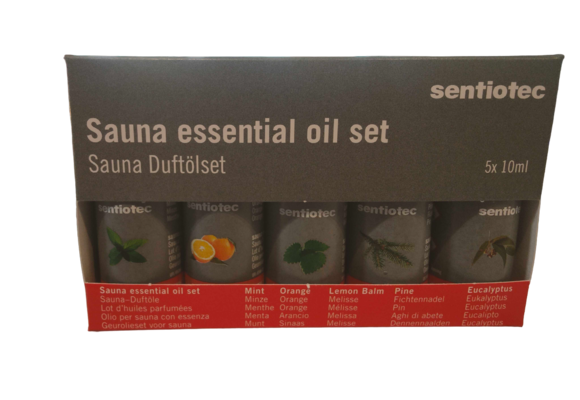 sentiotec
Sauna essential oil set
Sauna Duftölset
5x 10ml
sentiotec
sentiotec
sentiotec
sentiotec
sentiot
Sauna essential oil set Mint Orange Lemon Balm Pine Eucalyptus
Sauna-Duftöle Minze Orange Melisse Fichtennadel Eukalyptus
Lot d'huiles parfumées Menthe Orange Mélisse Pin Eucalyptus
Olio per sauna con essenza Menta Arancio Melissa Aghi di abete Eucalipto
Geurolieset voor sauna Munt Sinaas Melisse Dennennaalden Eucalyptus